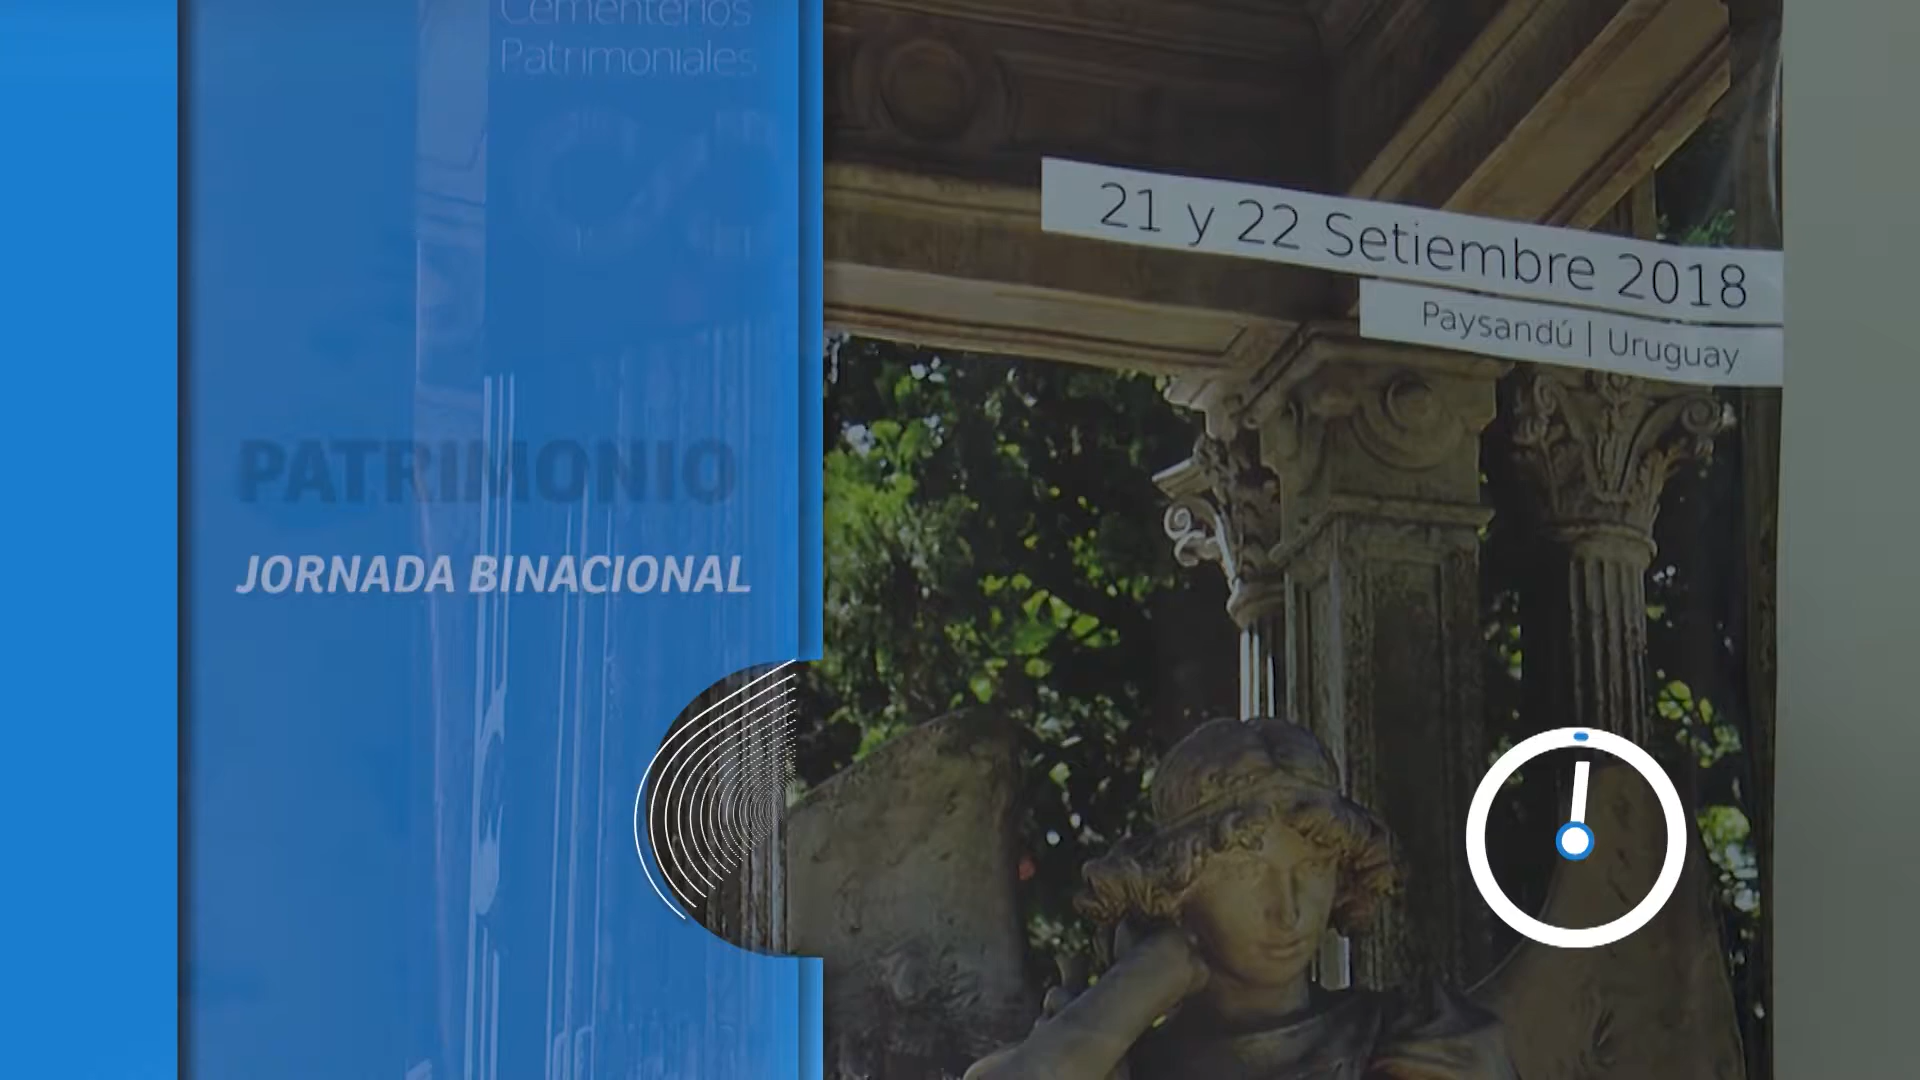 Cementerios
Patrimoniales
21 y 22 Setiembre 2018
Paysandú | Uruguay
PATRIMONIO
JORNADA BINACIONAL